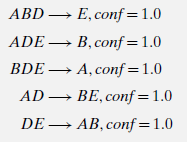 ABD ⟶ E, conf = 1.0
ADE ⟶ B, conf = 1.0
BDE ⟶ A, conf = 1.0
AD ⟶ BE, conf = 1.0
DE ⟶ AB, conf = 1.0